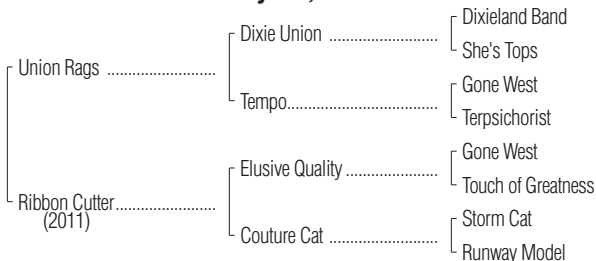 Dixieland Band
Dixie Union
She's Tops
Union Rags
Gone West
Tempo
Terpsichorist
Gone West
Elusive Quality
Touch of Greatness
Ribbon Cutter
(2011)
Storm Cat
Couture Cat
Runway Model